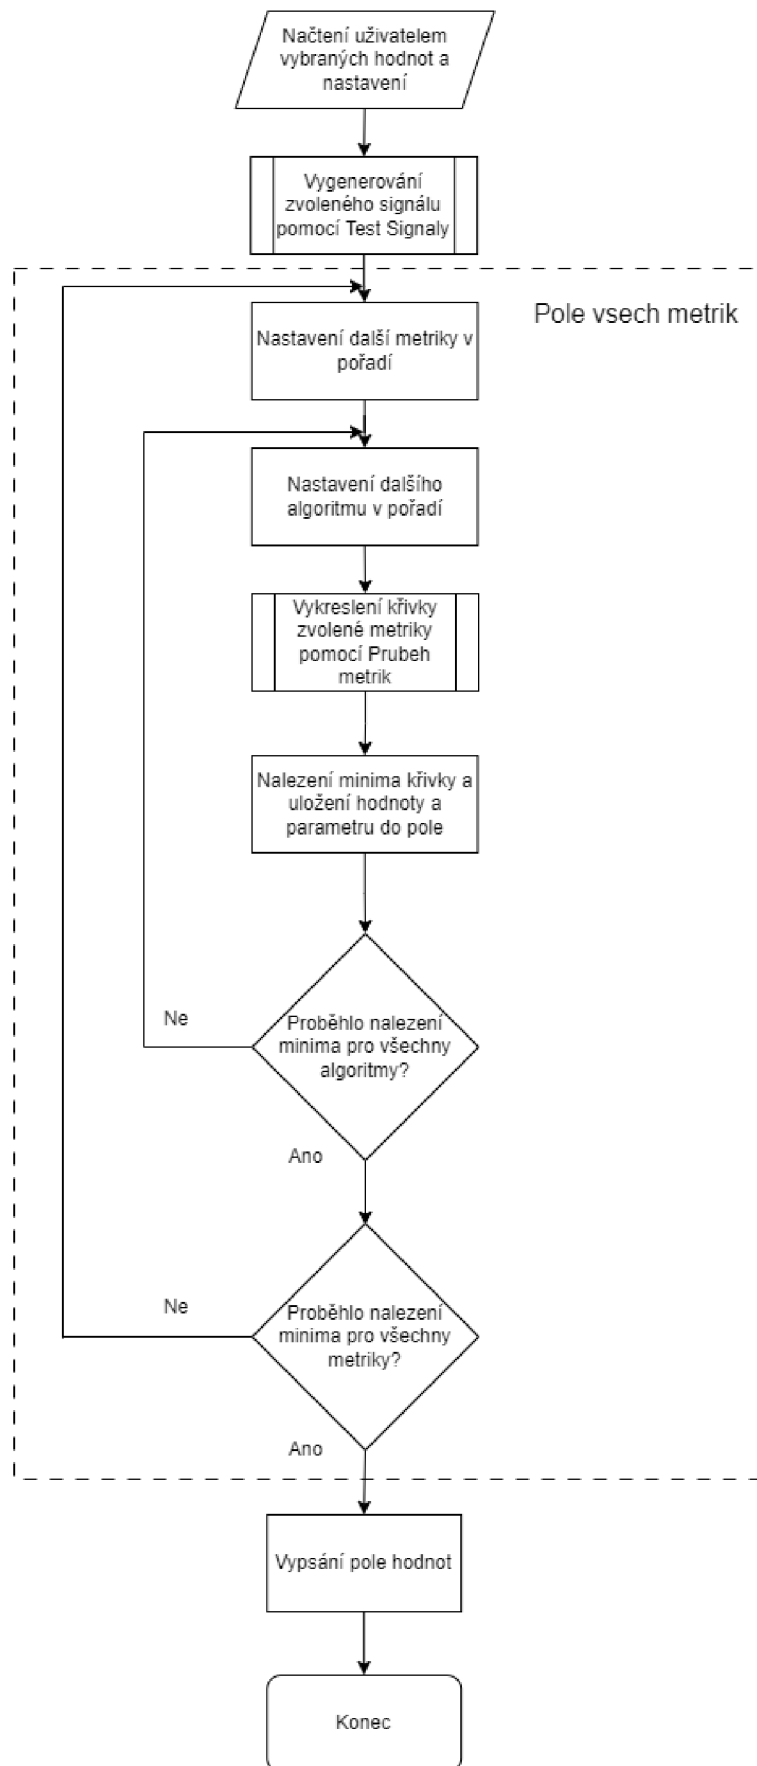 Načtení uživatelem
vybraných hodnot a
nastavení
Vygenerování
zvoleného signálu
pomocí Test Signaly
Pole vsech metrik
Nastavení další metriky v
pořadí
Nastavení dalšího
algoritmu v pořadí
Vykreslení křivky
zvolené metriky
pomocí Prubeh
metrik
Nalezení minima křivky a
uložení hodnoty a
parametru do pole
Proběhlo nalezení
minima pro všechny
algoritmy?
Ne
Ano
Proběhlo nalezení
minima pro všechny
metriky?
Ne
Ano
Vypsání pole hodnot
Konec